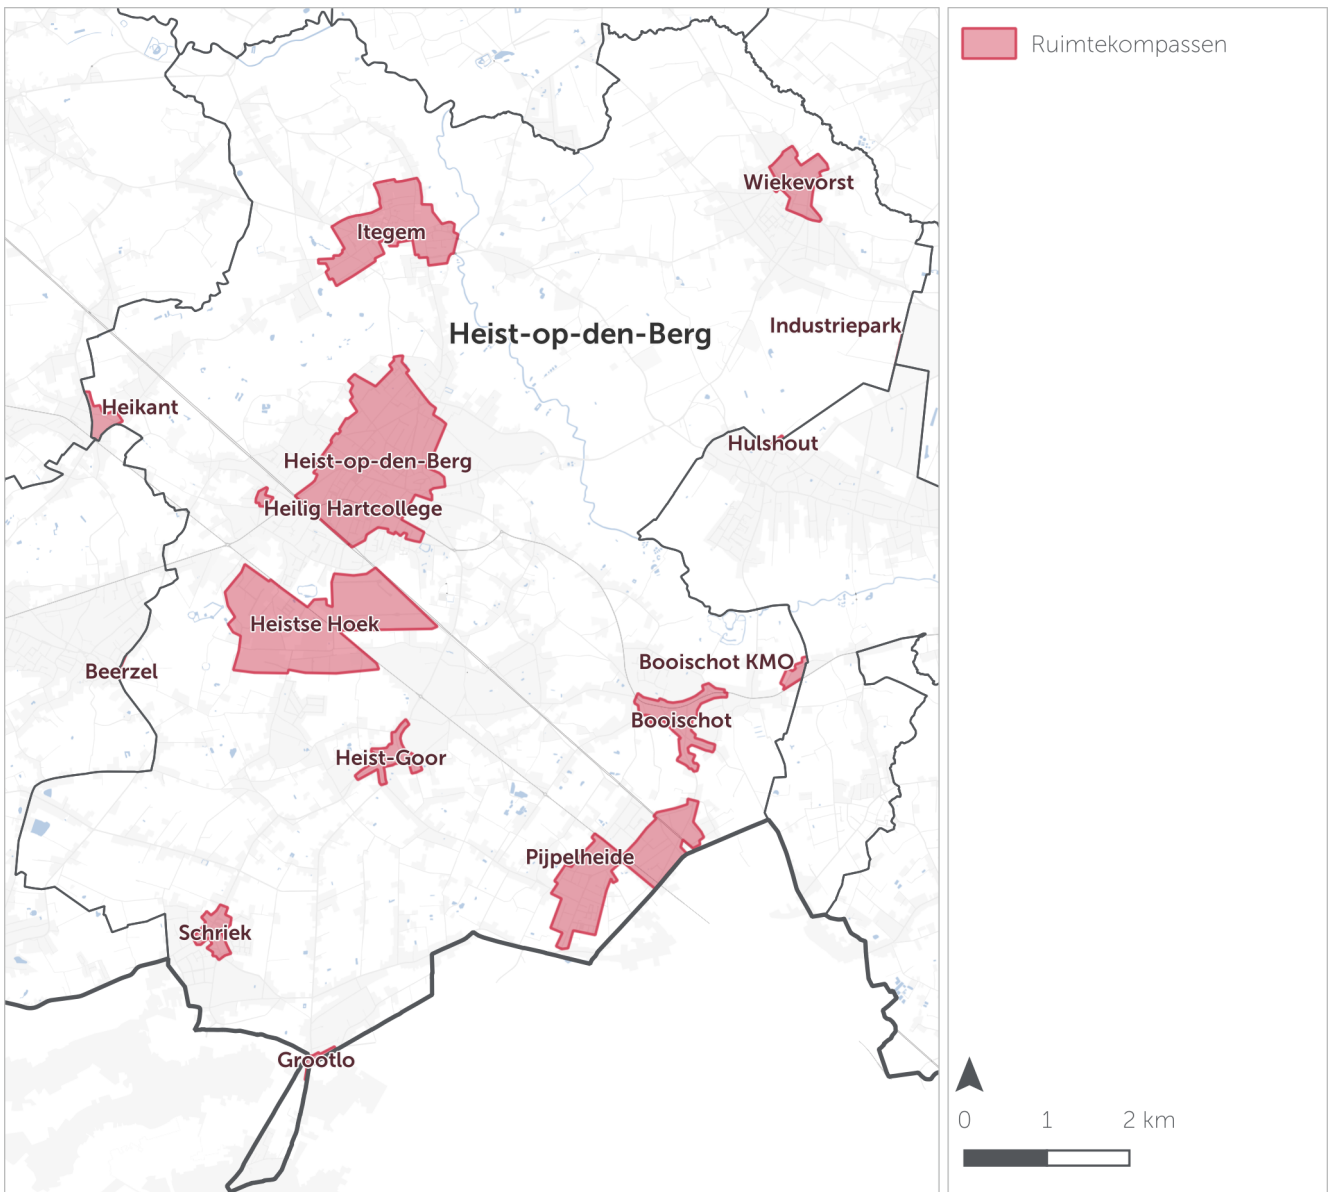 Ruimtekompassen
Wiekevorst
Itegem
Industriepark
Heist-op-den-Berg
Heikant
Hulshout
Heist-op-den-Berg
Heilig Hartcollege
Heistse Hoek
Booischot KMO
Beerzel
Booischot
Heist-Goor
Pijpelheide
Schriek
Grootlo
0 1 2 km